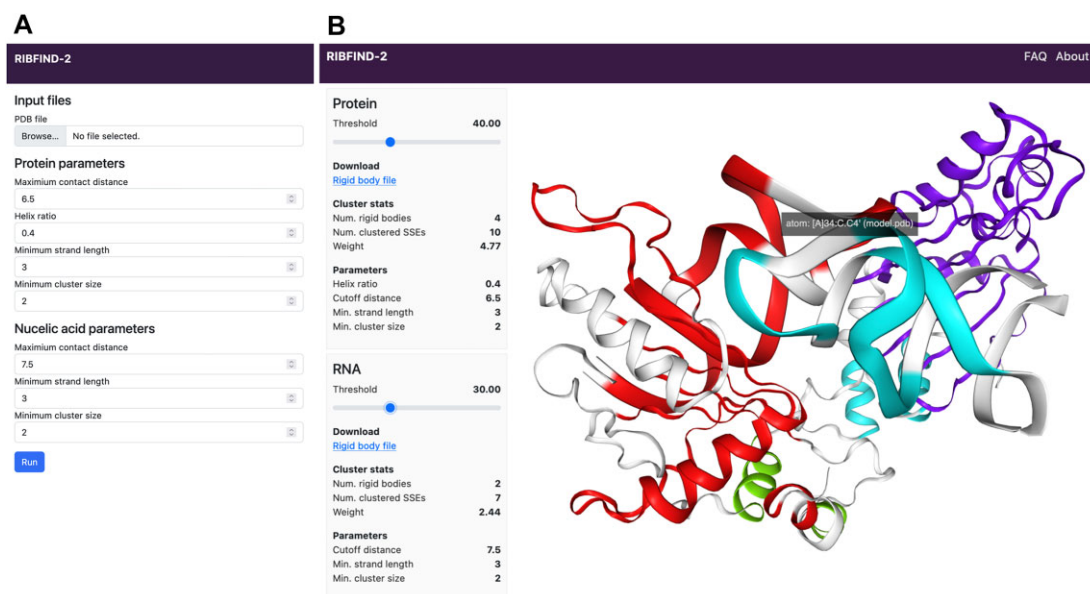 A
RIBFIND-2
Input files
PDB file
Browse... No file selected.
Protein parameters
Maximium contact distance
6.5
Helix ratio
0.4
Minimum strand length
3
Minimum cluster size
2
Nucelic acid parameters
Maximium contact distance
7.5
Minimum strand length
3
Minimum cluster size
2
Run
B
RIBFIND-2 FAQ About
Protein
Threshold 40.00
Download
Rigid body file
Cluster stats
Num. rigid bodies 4
Num. clustered SSEs 10
Weight 4.77
Parameters
Helix ratio 0.4
Cutoff distance 6.5
Min. strand length 3
Min. cluster size 2
RNA
Threshold 30.00
Download
Rigid body file
Cluster stats
Num. rigid bodies 2
Num. clustered SSEs 7
Weight 2.44
Parameters
Cutoff distance 7.5
Min. strand length 3
Min. cluster size 2
atom: [A]34:C.C4' (model.pdb)